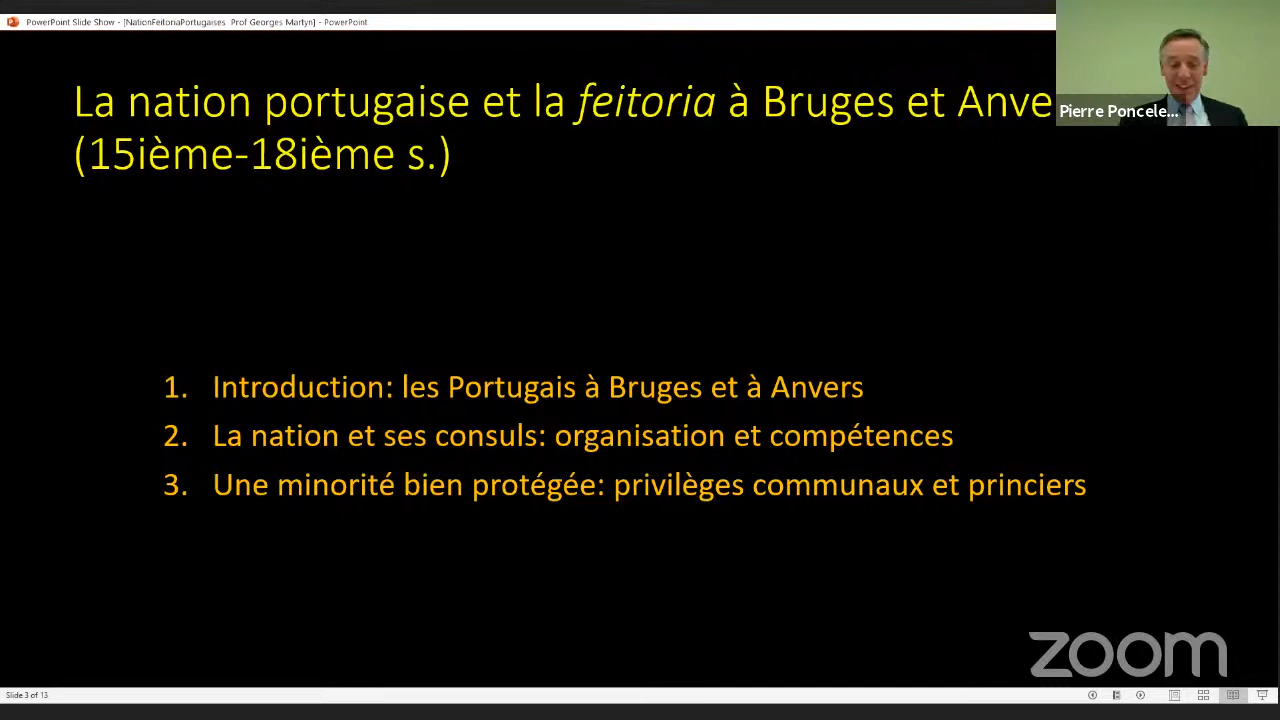 PowerPoint Slide Show - [NationFeitoriaPortugaises Prof Georges Martyn] - PowerPoint
La nation portugaise et la feitoria à Bruges et Anve
Pierre Poncele...
(15ième-18ième s.)
1. Introduction: les Portugais à Bruges et à Anvers
2. La nation et ses consuls: organisation et compétences
3. Une minorité bien protégée: privilèges communaux et princiers
zoom
Slide 3 of 13